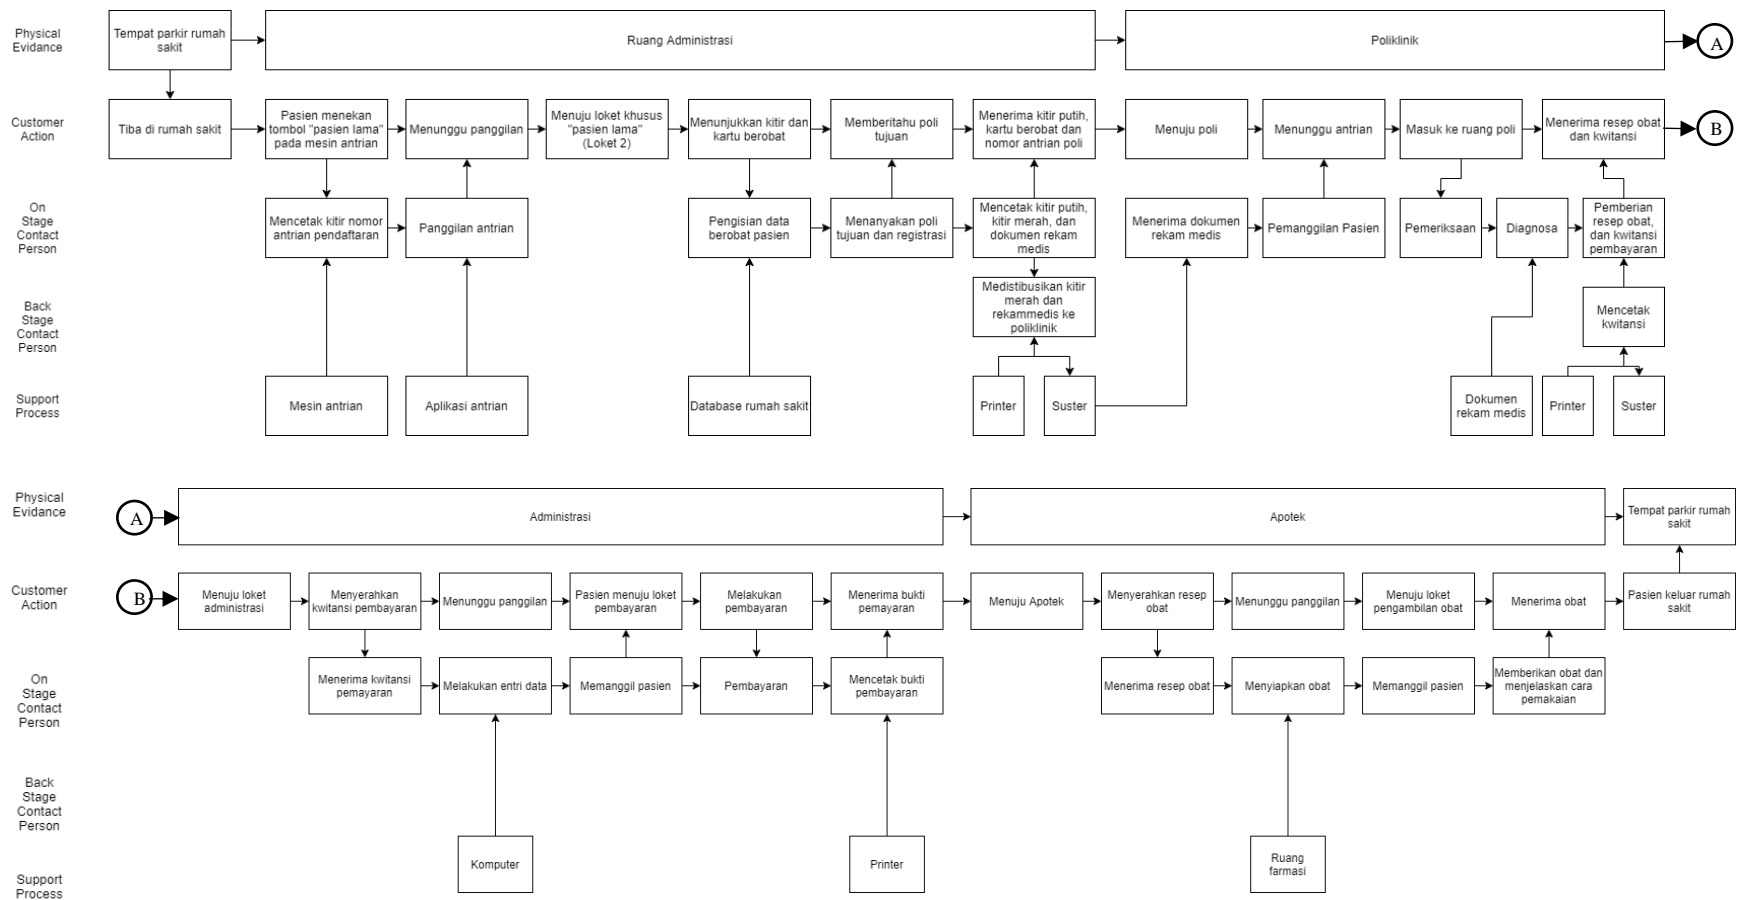 Physical
Evidance
Tempat parkir rumah
sakit
Ruang Administrasi
Poliklinik
A
Customer
Action
Tiba di rumah sakit
Pasien menekan
tombol "pasien lama"
pada mesin antrian
Menunggu panggilan
Menuju loket khusus
"pasien lama"
(Loket 2)
Menunjukkan kitir dan
kartu berobat
Memberitahu poli
tujuan
Menerima kitir putih,
kartu berobat dan
nomor antrian poli
Menuju poli
Menunggu antrian
Masuk ke ruang poli
Menerima resep obat
dan kwitansi
B
On
Stage
Contact
Person
Mencetak kitir nomor
antrian pendaftaran
Panggilan antrian
Pengisian data
berobat pasien
Menanyakan poli
tujuan dan registrasi
Mencetak kitir putih,
kitir merah, dan
dokumen rekam
medis
Menerima dokumen
rekam medis
Pemanggilan Pasien
Pemeriksaan
Diagnosa
Pemberian
resep obat,
dan kwitansi
pembayaran
Back
Stage
Contact
Person
Medistibusikan kitir
merah dan
rekammedis ke
poliklinik
Mencetak
kwitansi
Support
Process
Mesin antrian
Aplikasi antrian
Database rumah sakit
Printer
Suster
Dokumen
rekam medis
Printer
Suster
Physical
Evidance
A
Administrasi
Apotek
Tempat parkir rumah
sakit
Customer
Action
B
Menuju loket
administrasi
Menyerahkan
kwitansi pembayaran
Menunggu panggilan
Pasien menuju loket
pembayaran
Melakukan
pembayaran
Menerima bukti
pemayaran
Menuju Apotek
Menyerahkan resep
obat
Menunggu panggilan
Menuju loket
pengambilan obat
Menerima obat
Pasien keluar rumah
sakit
On
Stage
Contact
Person
Menerima kwitansi
pemayaran
Melakukan entri data
Memanggil pasien
Pembayaran
Mencetak bukti
pembayaran
Menerima resep obat
Menyiapkan obat
Memanggil pasien
Memberikan obat dan
menjelaskan cara
pemakaian
Back
Stage
Contact
Person
Support
Process
Komputer
Printer
Ruang
farmasi